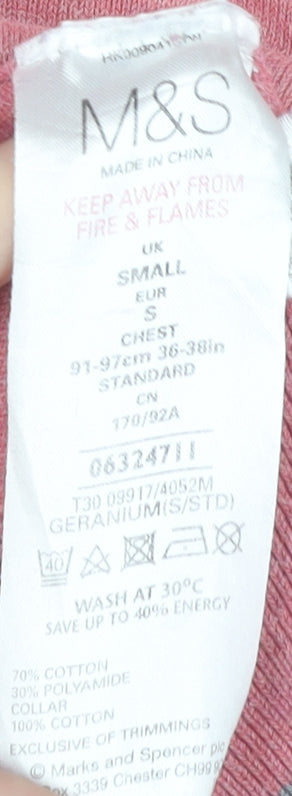 M&S
MADE IN CHINA
KEEP AWAY FROM
FIRE & FLAMES
UK
SMALL
EUR
S
CHEST
91-97cm 36-38in
STANDARD
CN
170/92A
06324711
T30 09917/4052M
GERANIUM(S/STD)
40
WASH AT 30°C
SAVE UP TO 40% ENERGY
70% COTTON
30% POLYAMIDE
COLLAR
100% COTTON
EXCLUSIVE OF TRIMMINGS
© Marks and Spencer plc
3339 Chester CH99